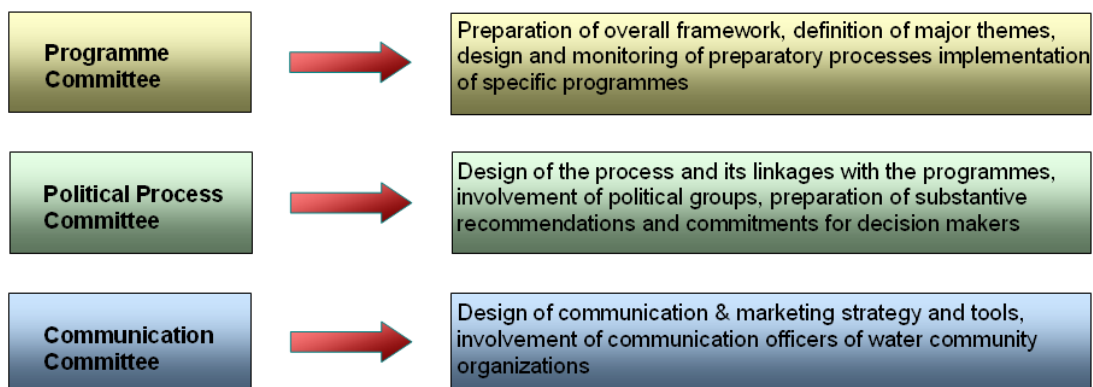 Programme
Committee
Preparation of overall framework, definition of major themes,
design and monitoring of preparatory processes implementation
of specific programmes
Political Process
Committee
Design of the process and its linkages with the programmes,
involvement of political groups, preparation of substantive
recommendations and commitments for decision makers
Communication
Committee
Design of communication & marketing strategy and tools,
involvement of communication officers of water community
organizations